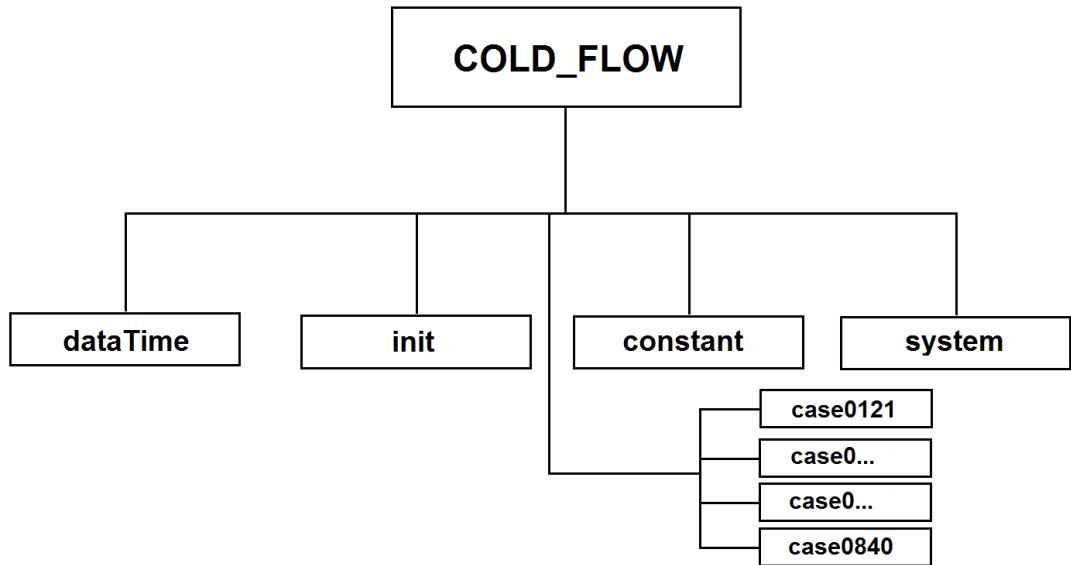 COLD_FLOW
dataTime
init
constant
system
case0121
case0...
case0...
case0840